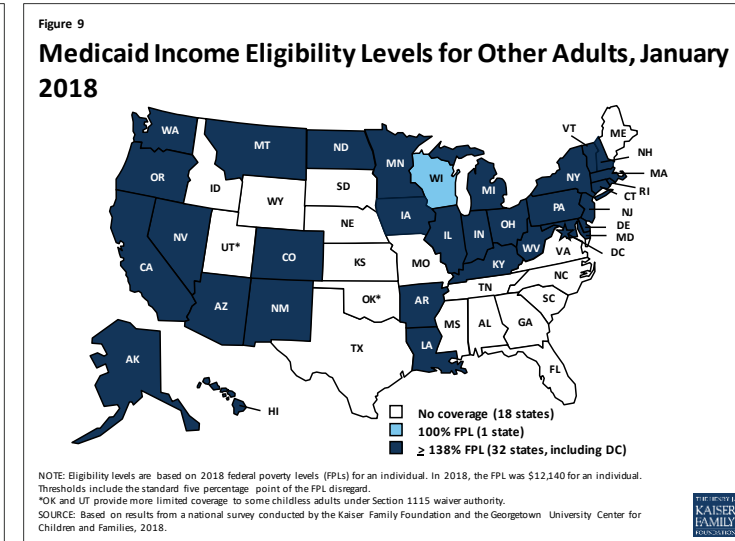 Figure 9
Medicaid Income Eligibility Levels for Other Adults, January
2018
WA
MT
ND
MN
VT
ME
NH
OR
ID
SD
WI
MI
NY
MA
RI
CT
WY
IA
PA
NJ
NE
OH
DE
NV
IL
IN
MD
UT*
CO
WV
VA
DC
CA
KS
MO
KY
NC
TN
AZ
NM
OK*
AR
SC
MS
AL
GA
TX
LA
AK
FL
HI
No coverage (18 states)
100% FPL (1 state)
≥ 138% FPL (32 states, including DC)
NOTE: Eligibility levels are based on 2018 federal poverty levels (FPLs) for an individual. In 2018, the FPL was $12,140 for an individual.
Thresholds include the standard five percentage point of the FPL disregard.
*OK and UT provide more limited coverage to some childless adults under Section 1115 waiver authority.
SOURCE: Based on results from a national survey conducted by the Kaiser Family Foundation and the Georgetown University Center for
Children and Families, 2018.
THE HENRY J.
KAISER
FAMILY
FOUNDATION